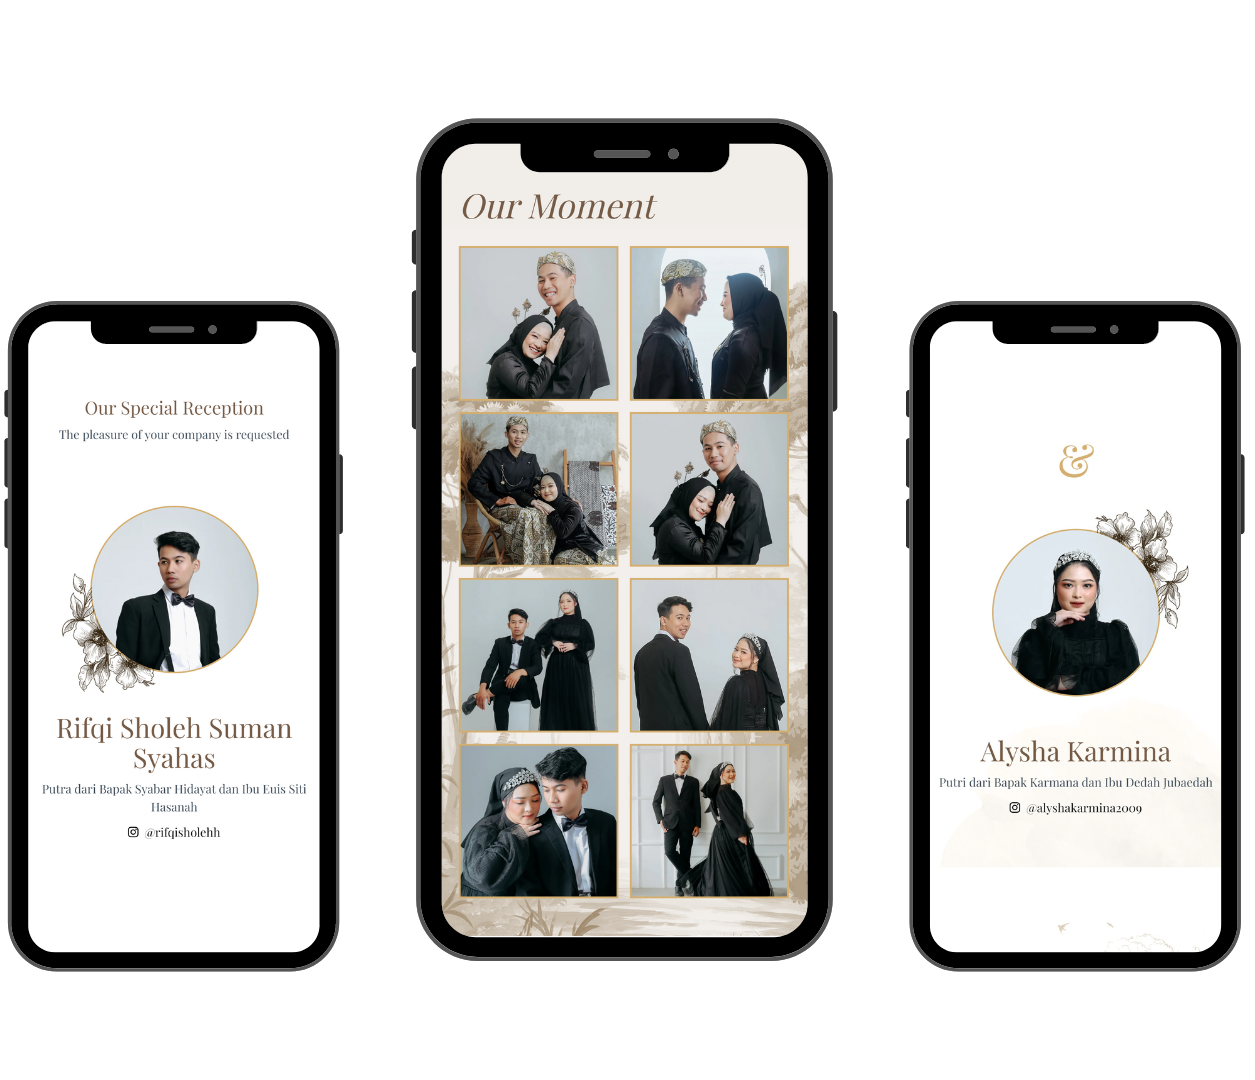 Our Special Reception
The pleasure of your company is requested
Rifqi Sholeh Suman
Syahas
Putra dari Bapak Syabar Hidayat dan Ibu Euis Siti
Hasanah
@rifqisholehh
Our Moment
&
Alysha Karmina
Putri dari Bapak Karmana dan Ibu Dedah Jubaedah
@alyshakarmina2009